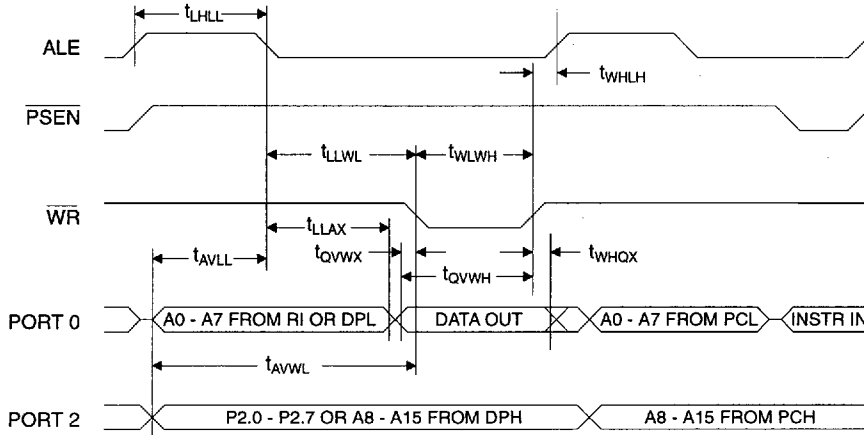 tLHLL
ALE
tWHLH
PSEN
tLLWL
tWLWH
WR
tLLAX
tAVLL
tQVWX
tWHQX
tQVWH
PORT 0
A0 - A7 FROM RI OR DPL
DATA OUT
A0 - A7 FROM PCL
INSTR IN
tAVWL
PORT 2
P2.0 - P2.7 OR A8 - A15 FROM DPH
A8 - A15 FROM PCH